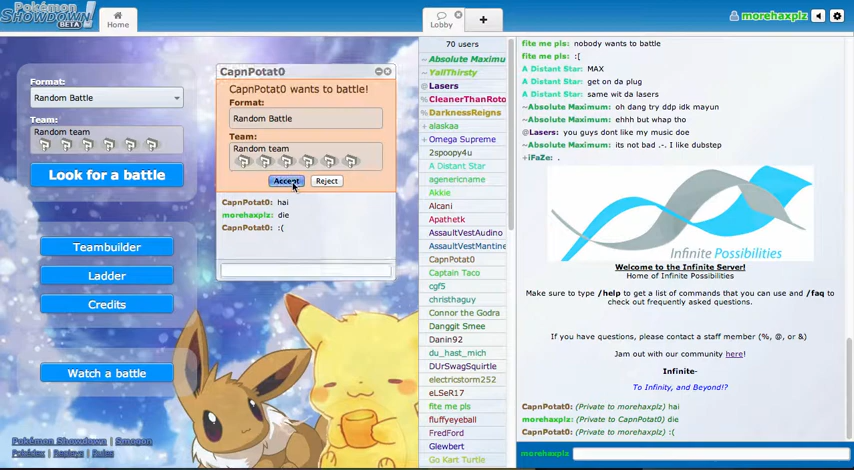 Pokémon
SHOWDOWN!
BETA
Home
Lobby
+
morehaxplz
Format:
Random Battle
Team:
Random team
Look for a battle
Teambuilder
Ladder
Credits
Watch a battle
Pokémon Showdown | Smogon
Pokédex | Replays | Rules
CapnPotat0
CapnPotat0 wants to battle!
Format:
Random Battle
Team:
Random team
Accept Reject
CapnPotat0: hai
morehaxplz: die
CapnPotat0: :(
70 users
~Absolute Maximu
&YailThirsty
@Lasers
%CleanerThanRoto
%DarknessReigns
+alaskaa
+Omega Supreme
2spoopy4u
A Distant Star
agenericname
Akkie
Alcani
Apathetk
AssaultVestAudino
AssaultVestMantine
CapnPotat0
Captain Taco
cgf5
christhaguy
Connor the Godra
Danggit Smee
Danin92
du_hast_mich
DUrSwagSquirtle
electricstorm252
eLSeR17
fite me pls
fluffyeyeball
FredFord
Glewbert
Go Kart Turtle
fite me pls: nobody wants to battle
fite me pls: :[
A Distant Star: MAX
A Distant Star: get on da plug
A Distant Star: same wit da lasers
~Absolute Maximum: oh dang try ddp idk mayun
~Absolute Maximum: ehhh but whap tho
@Lasers: you guys dont like my music doe
~Absolute Maximum: its not bad .-. I like dubstep
+iFaZe: .
Infinite Possibilities
Welcome to the Infinite Server!
Home of Infinite Possibilities
Make sure to type /help to get a list of commands that you can use and /faq to
check out frequently asked questions.
If you have questions, please contact a staff member (%, @, or &)
Jam out with our community here!
Infinite-
To Infinity, and Beyond!?
CapnPotat0: (Private to morehaxplz) hai
morehaxplz: (Private to CapnPotat0) die
CapnPotat0: (Private to morehaxplz) :(
morehaxplz: